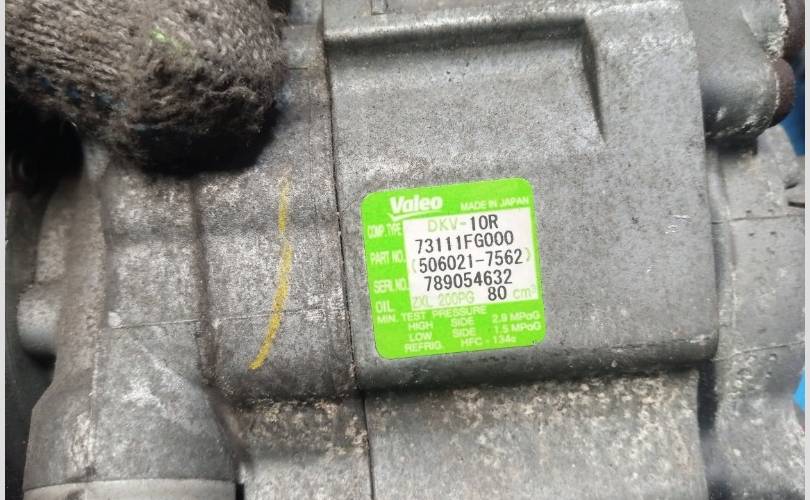 Valeo MADE IN JAPAN
COMP. TYPE DKV-10R
73111FG000
PART NO. (506021-7562)
SERI. NO. 789054632
OIL ZXL 200PG 80 cm³
MIN. TEST PRESSURE
HIGH SIDE 2.9 MPaG
LOW SIDE 1.5 MPaG
REFRIG. HFC-134a